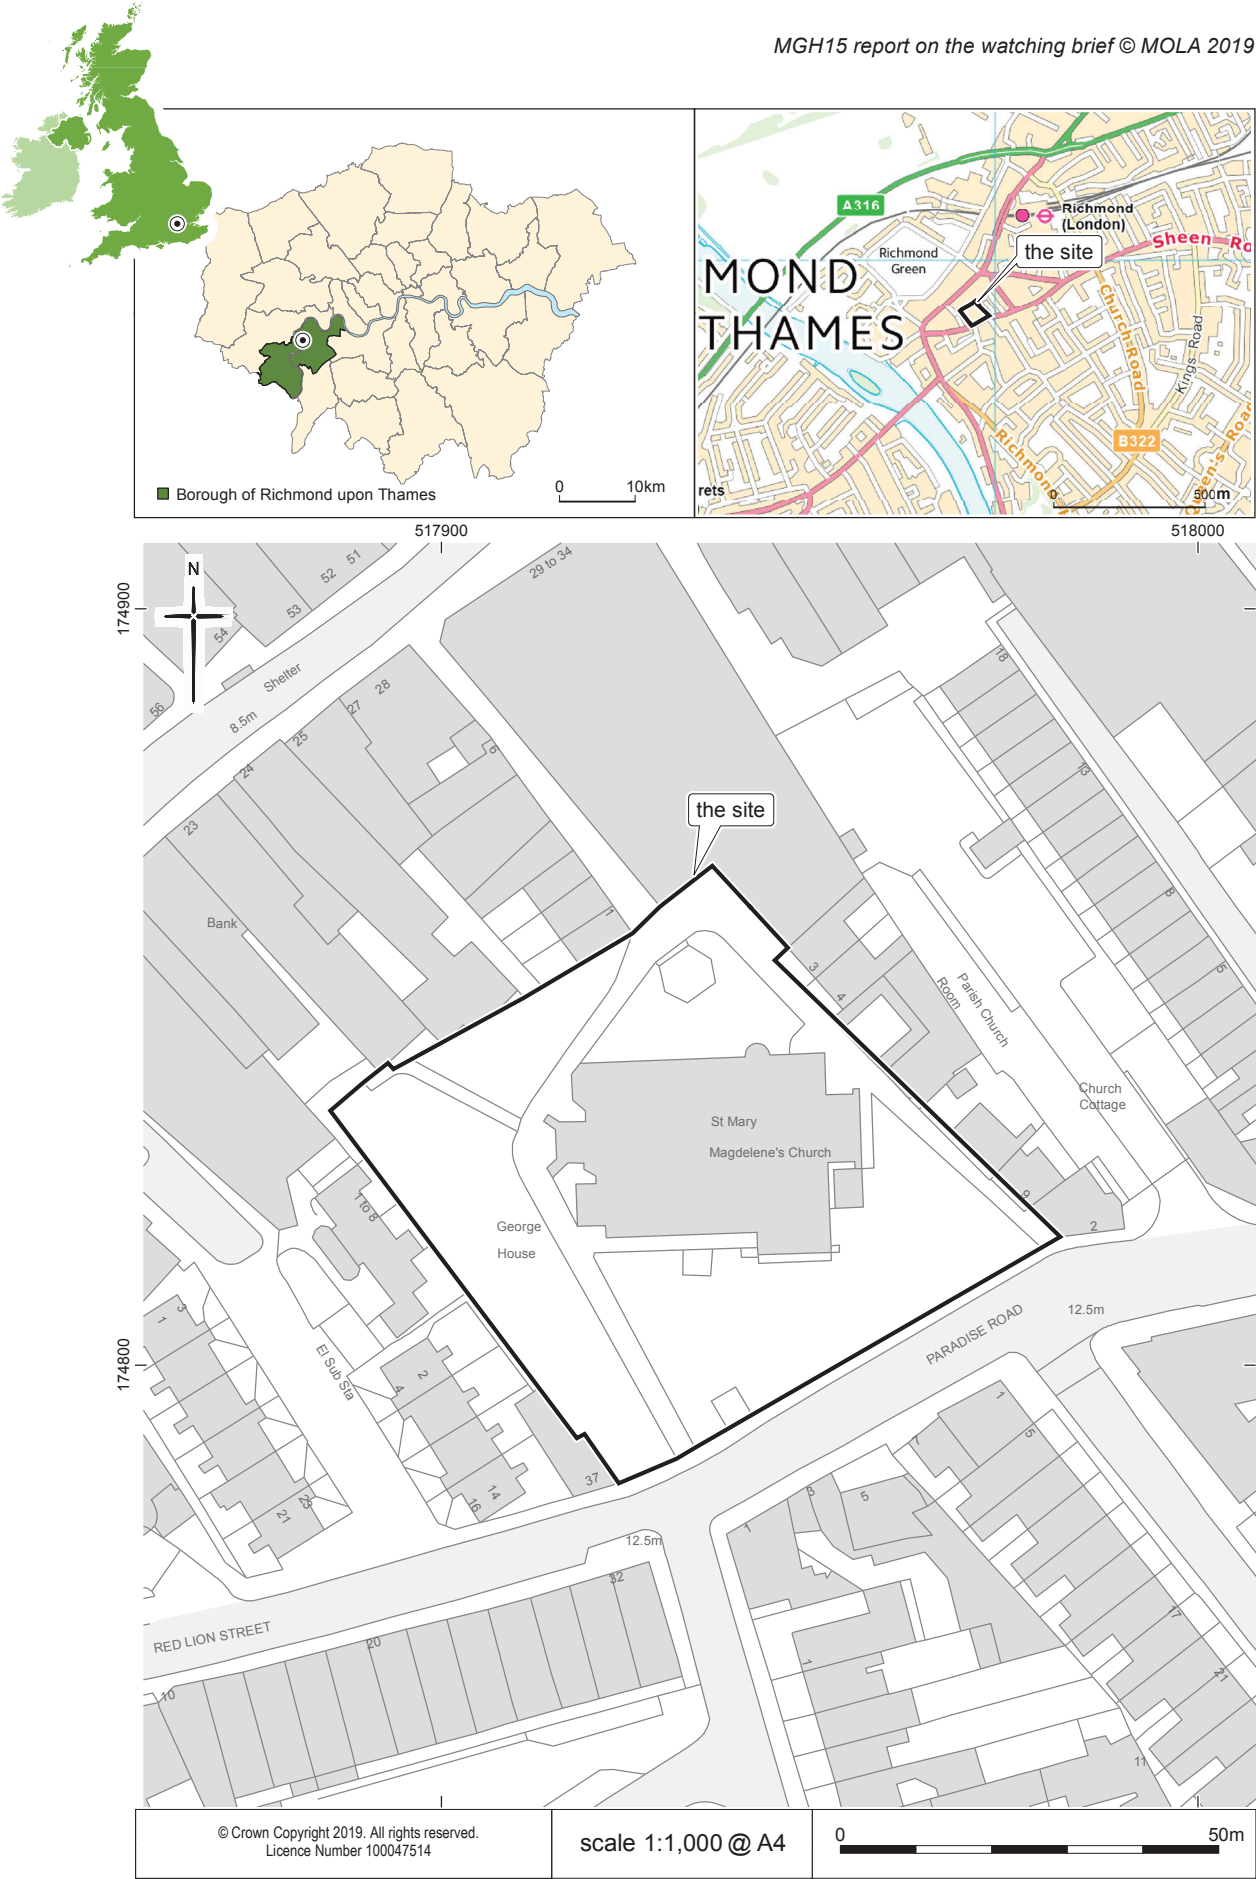 MGH15 report on the watching brief © MOLA 2019
Borough of Richmond upon Thames
0 10km
A316
Richmond
(London)
Richmond
Green
the site
Sheen Ro
MOND
THAMES
Church Road
Kings Road
B322
Richmond
Queen's Road
rets
0 500m
517900
518000
174900
174800
N
29 to 34
51
52
53
54
56
Shelter
8.5m
28
27
25
24
23
6
18
13
the site
8
Bank
1
3
4
5
Parish Church
Room
Church
Cottage
St Mary
Magdelene's Church
9
2
1 to 8
George
House
PARADISE ROAD
12.5m
3
1
El Sub Sta
2
4
1
5
7
37
14
16
23
21
3
5
1
12.5m
32
RED LION STREET
20
17
1
21
10
11
© Crown Copyright 2019. All rights reserved.
Licence Number 100047514
scale 1:1,000 @ A4
0 50m